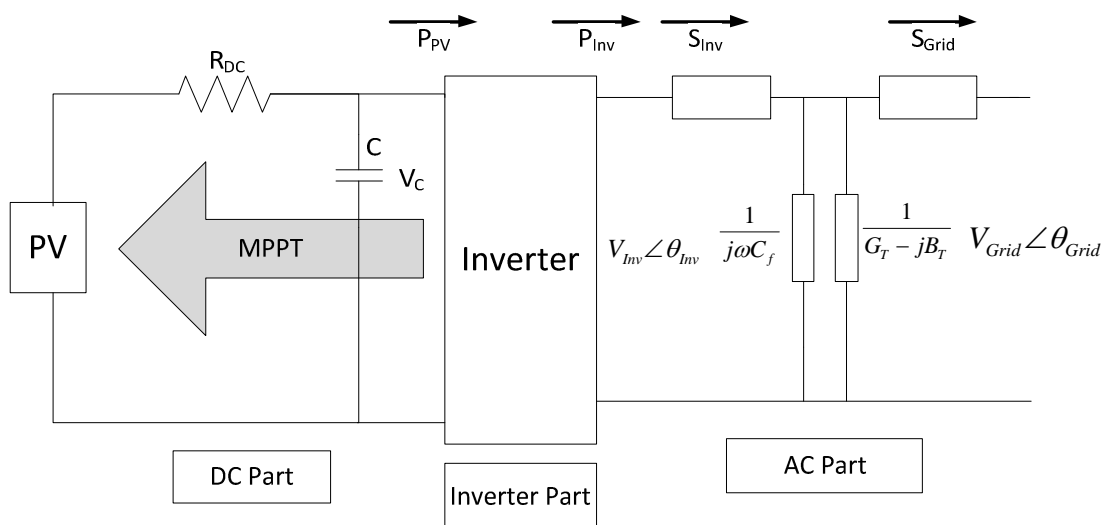 P_PV
P_Inv
S_Inv
S_Grid
R_DC
C
V_C
PV
MPPT
Inverter
V_Inv∠θ_Inv
1/(jωC_f)
1/(G_T − jB_T)
V_Grid∠θ_Grid
DC Part
Inverter Part
AC Part